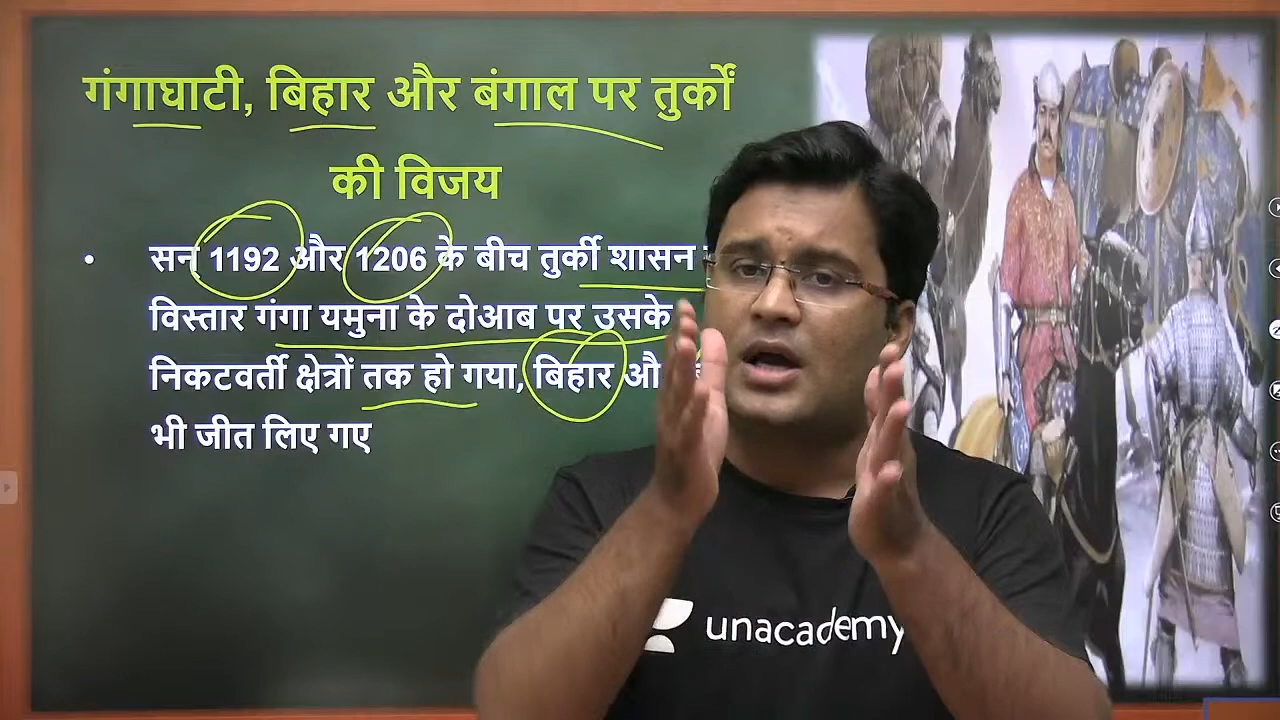 गंगाघाटी, बिहार और बंगाल पर तुर्कों
की विजय
• सन् 1192 और 1206 के बीच तुर्की शासन
विस्तार गंगा यमुना के दोआब पर उसके
निकटवर्ती क्षेत्रों तक हो गया, बिहार
भी जीत लिए गए
unacademy